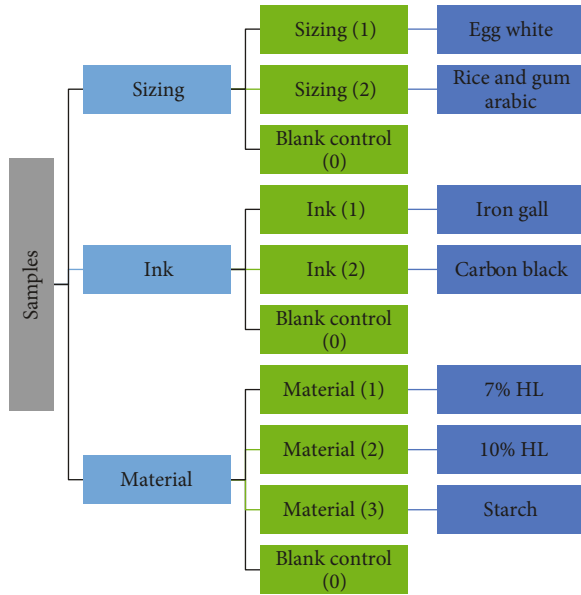 Samples
Sizing
Sizing (1)
Egg white
Sizing (2)
Rice and gum
arabic
Blank control
(0)
Ink
Ink (1)
Iron gall
Ink (2)
Carbon black
Blank control
(0)
Material
Material (1)
7% HL
Material (2)
10% HL
Material (3)
Starch
Blank control
(0)